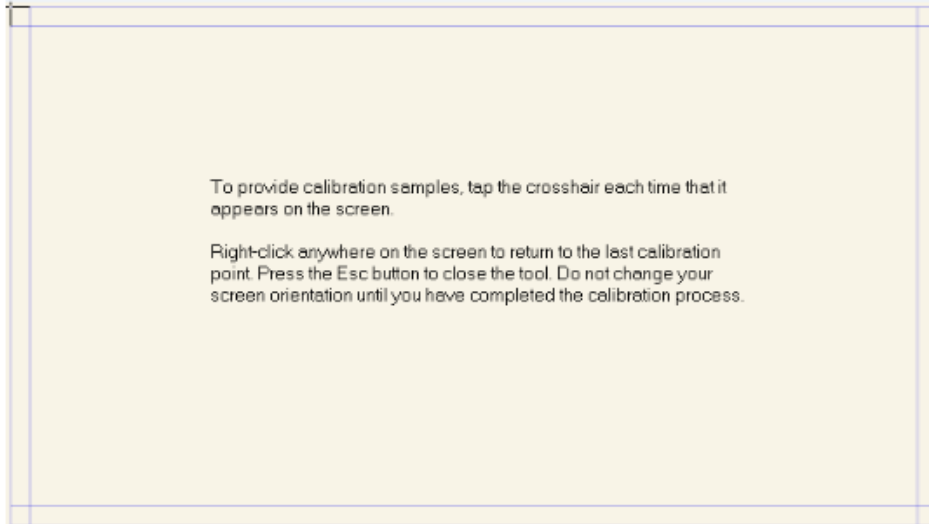 To provide calibration samples, tap the crosshair each time that it
appears on the screen.
Right-click anywhere on the screen to return to the last calibration
point. Press the Esc button to close the tool. Do not change your
screen orientation until you have completed the calibration process.